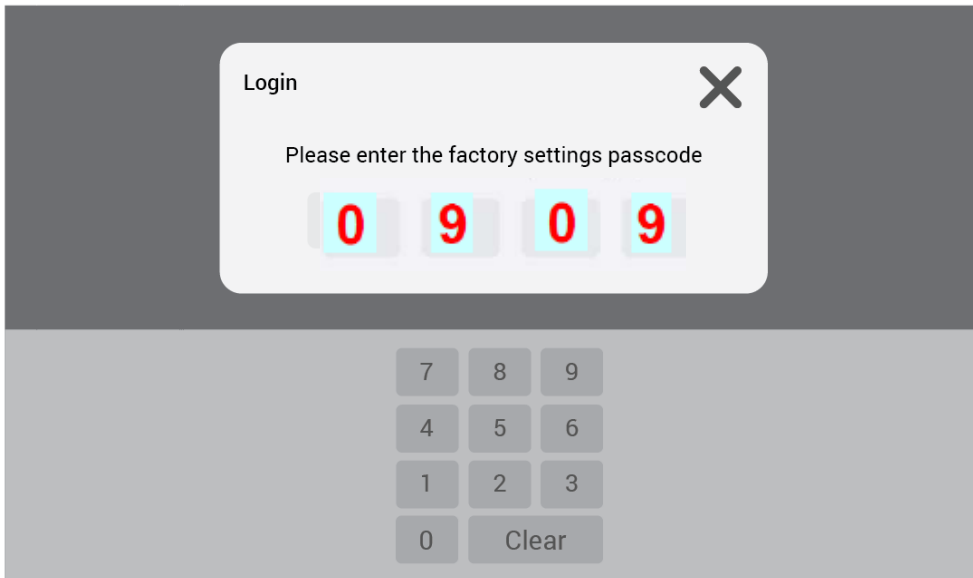 Login
Please enter the factory settings passcode
0 9 0 9
7 8 9
4 5 6
1 2 3
0 Clear